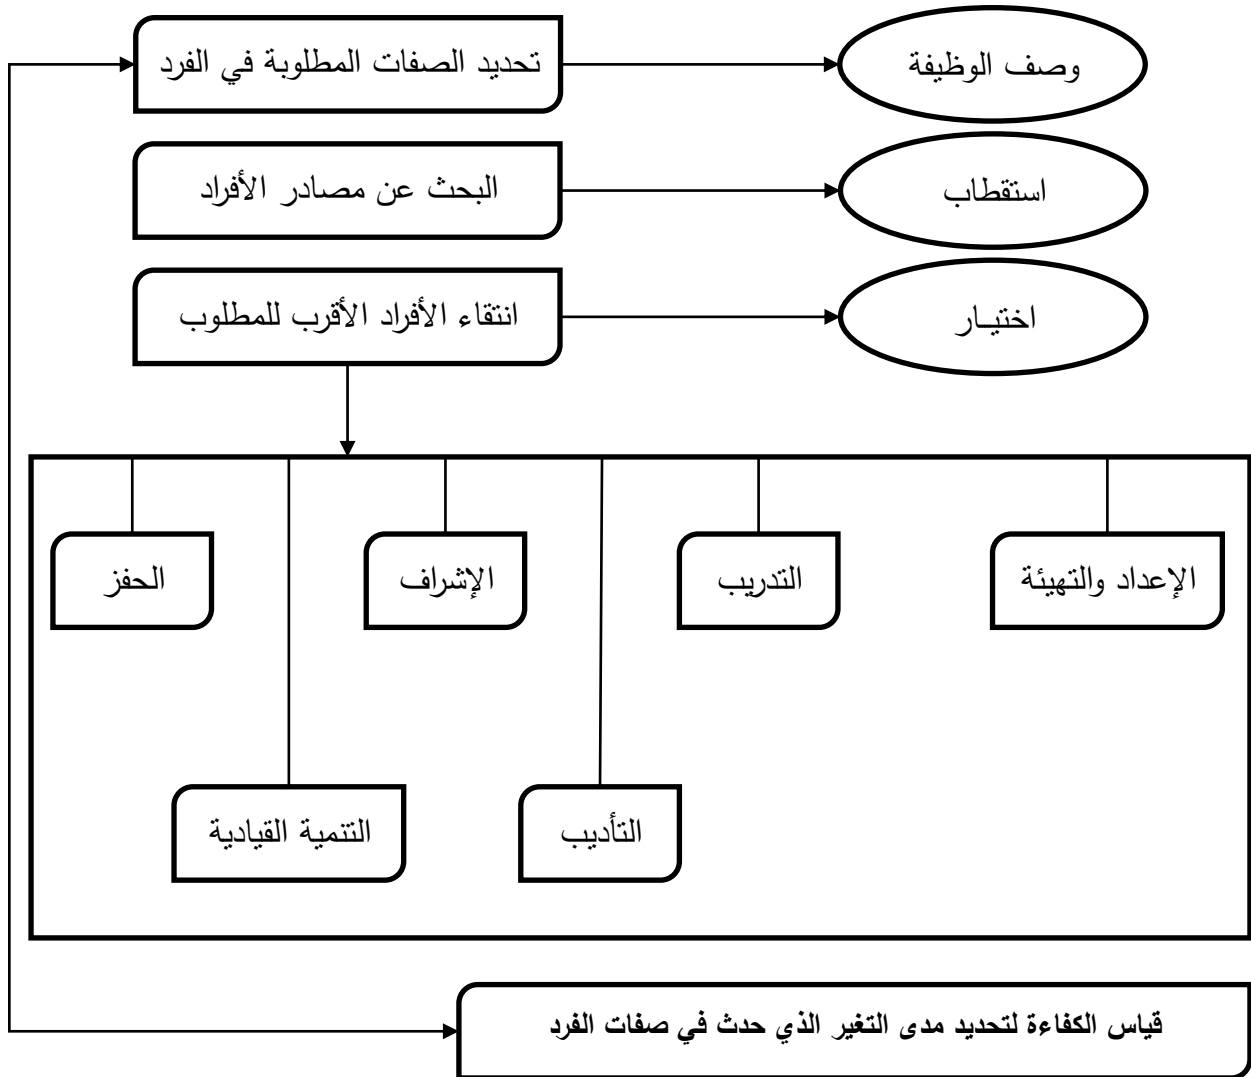 تحديد الصفات المطلوبة في الفرد
وصف الوظيفة
البحث عن مصادر الأفراد
استقطاب
انتقاء الأفراد الأقرب للمطلوب
اختيـار
الإعداد والتهيئة
التدريب
الإشراف
الحفز
التأديب
التنمية القيادية
قياس الكفاءة لتحديد مدى التغير الذي حدث في صفات الفرد